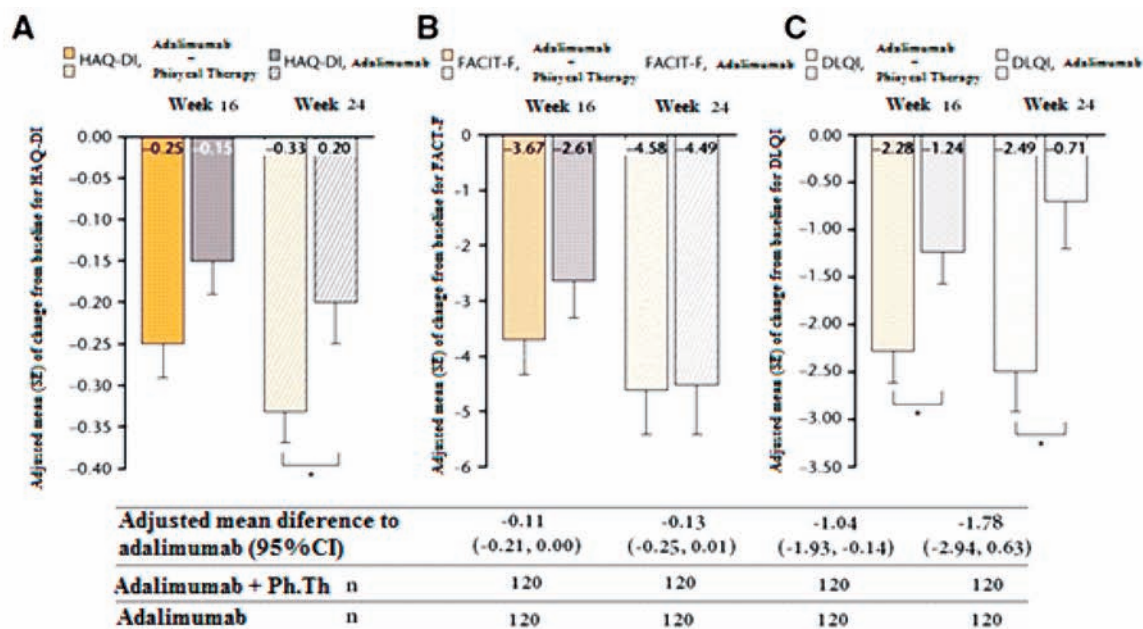 A
HAQ-DI, Adalimumab
–
Phisycal Therapy
HAQ-DI, Adalimumab
Week 16 Week 24
Adjusted mean (SE) of change from baseline for HAQ-DI
0.00
–0.05
–0.10
–0.15
–0.20
–0.25
–0.30
–0.35
–0.40
–0.25 –0.15 –0.33 0.20
*
B
FACIT-F, Adalimumab
–
Phisycal Therapy
FACIT-F, Adalimumab
Week 16 Week 24
Adjusted mean (SE) of change from baseline for FACT-F
0
–1
–2
–3
–4
–5
–6
–3.67 –2.61 –4.58 –4.49
C
DLQI, Adalimumab
–
Phisycal Therapy
DLQI, Adalimumab
Week 16 Week 24
Adjusted mean (SE) of change from baseline for DLQI
0.00
–0.50
–1.00
–1.50
–2.00
–2.50
–3.00
–3.50
–2.28 –1.24 –2.49 –0.71
*
*
Adjusted mean diference to -0.11 -0.13 -1.04 -1.78
adalimumab (95%CI) (-0.21, 0.00) (-0.25, 0.01) (-1.93, -0.14) (-2.94, 0.63)
Adalimumab + Ph.Th n 120 120 120 120
Adalimumab n 120 120 120 120